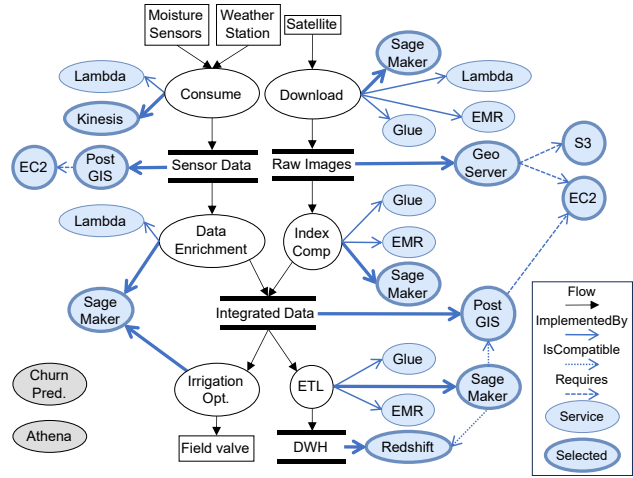 Moisture
Sensors
Weather
Station
Satellite
Lambda
Consume
Download
Sage
Maker
Lambda
Kinesis
Glue
EMR
EC2
Post
GIS
Sensor Data
Raw Images
Geo
Server
S3
EC2
Lambda
Data
Enrichment
Index
Comp
Glue
EMR
Sage
Maker
Sage
Maker
Integrated Data
Post
GIS
Flow
ImplementedBy
IsCompatible
Requires
Service
Selected
Churn
Pred.
Athena
Irrigation
Opt.
ETL
Glue
Sage
Maker
EMR
Field valve
DWH
Redshift